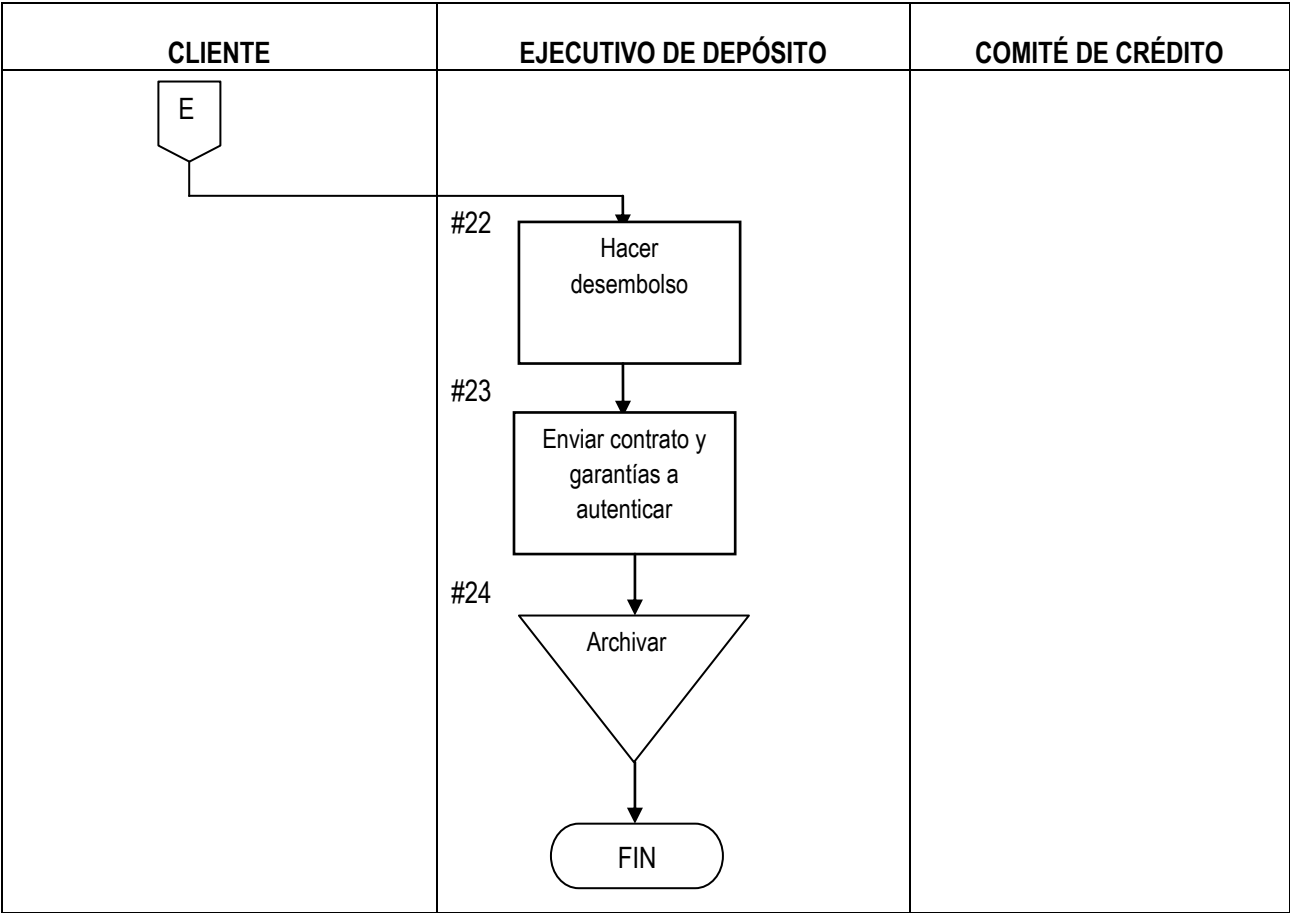 CLIENTE
EJECUTIVO DE DEPÓSITO
COMITÉ DE CRÉDITO
E
#22
Hacer
desembolso
#23
Enviar contrato y
garantías a
autenticar
#24
Archivar
FIN